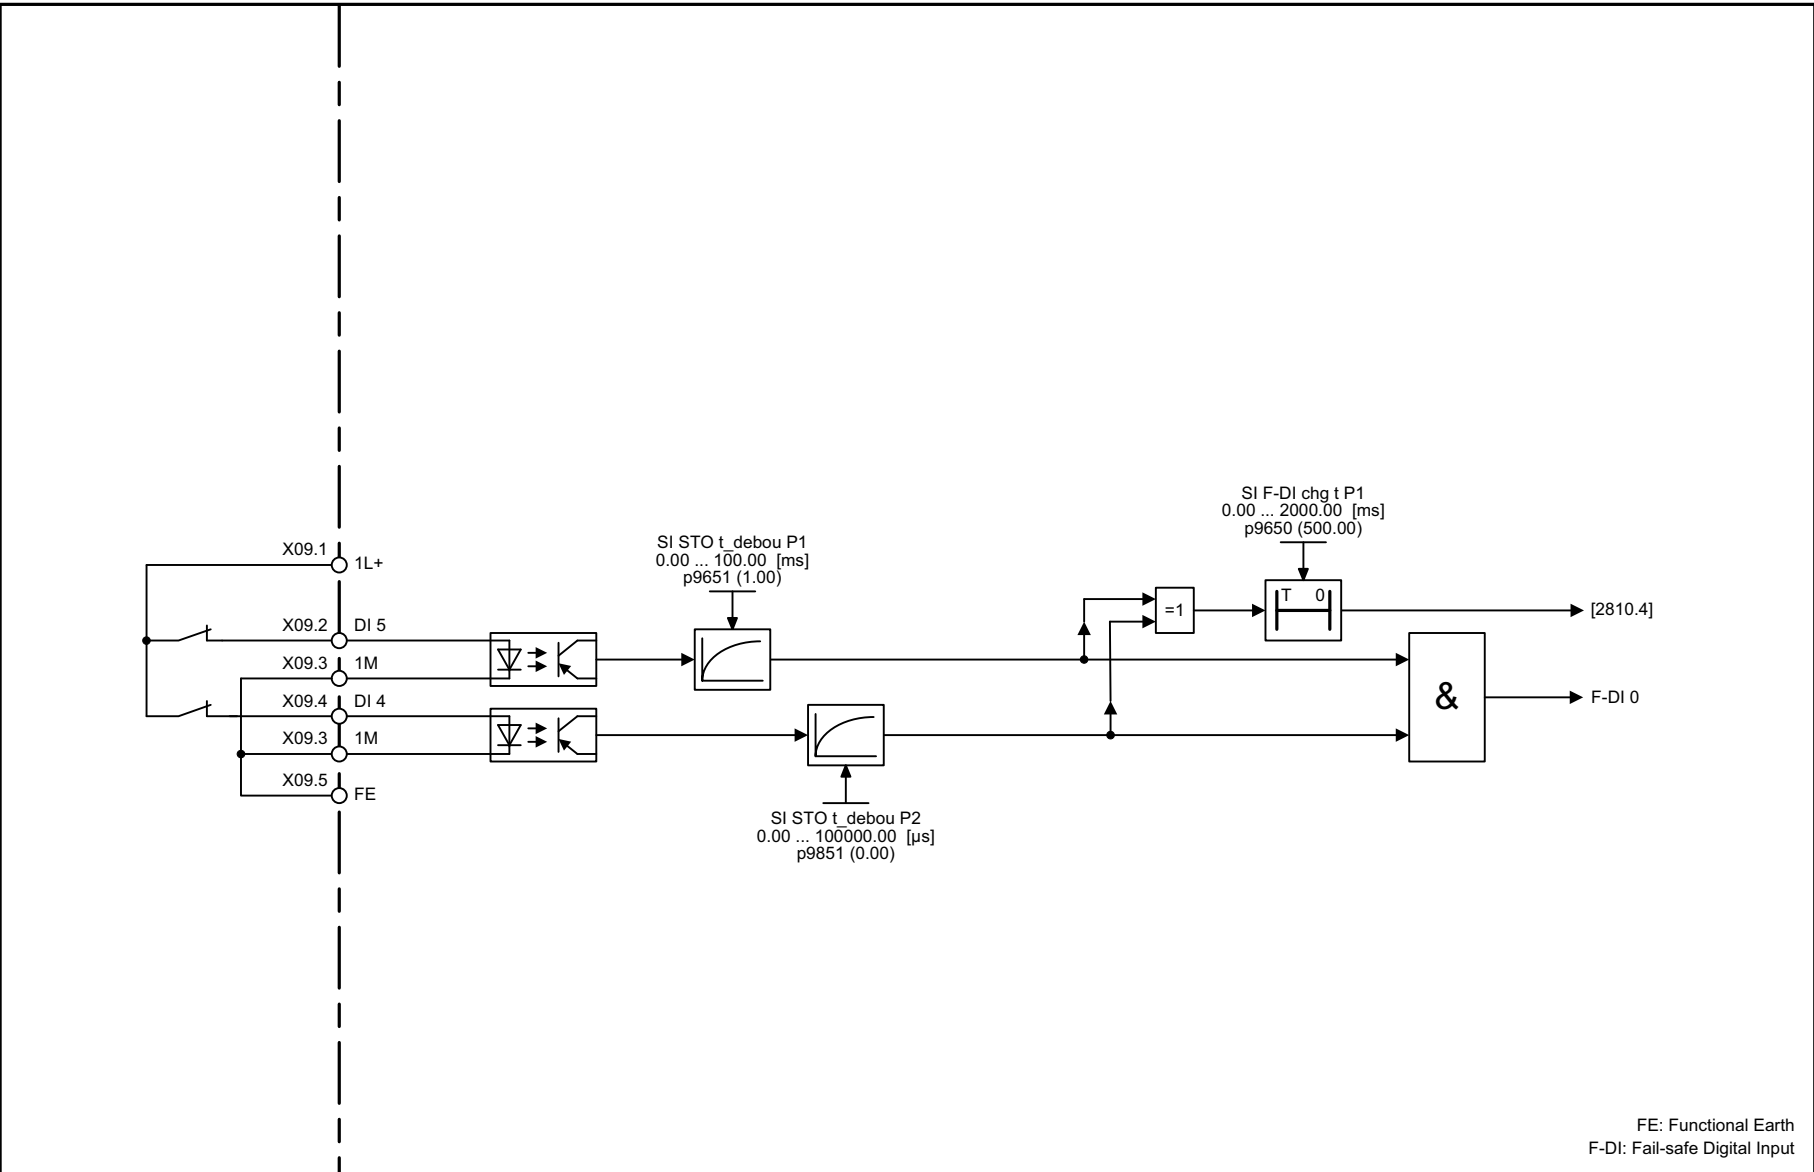 SI F-DI chg t P1
0.00 ... 2000.00 [ms]
p9650 (500.00)
SI STO t_debou P1
0.00 ... 100.00 [ms]
p9651 (1.00)
X09.1
1L+
T 0
=1
[2810.4]
X09.2
DI 5
X09.3
1M
X09.4
DI 4
&
F-DI 0
X09.3
1M
X09.5
FE
SI STO t_debou P2
0.00 ... 100000.00 [µs]
p9851 (0.00)
FE: Functional Earth
F-DI: Fail-safe Digital Input